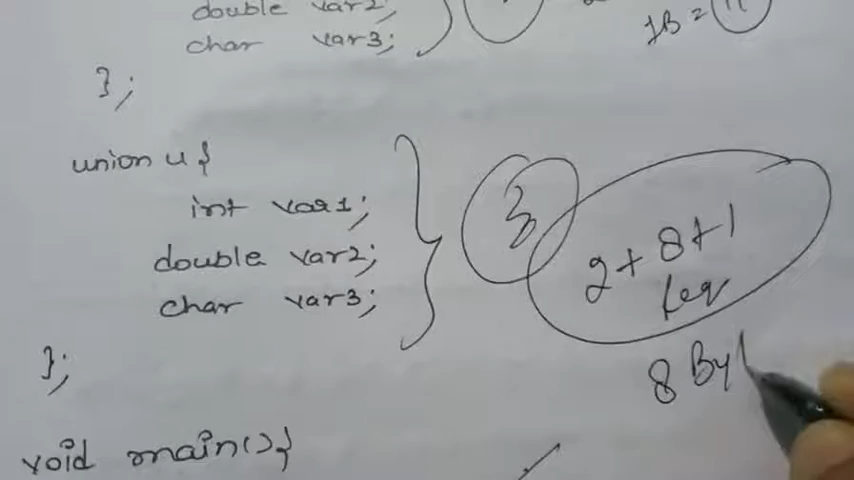 double var2;
char var3;
};
1B = 11
union u{
int var1;
double var2;
char var3;
};
3
2 + 8 + 1
8 By
void main(){